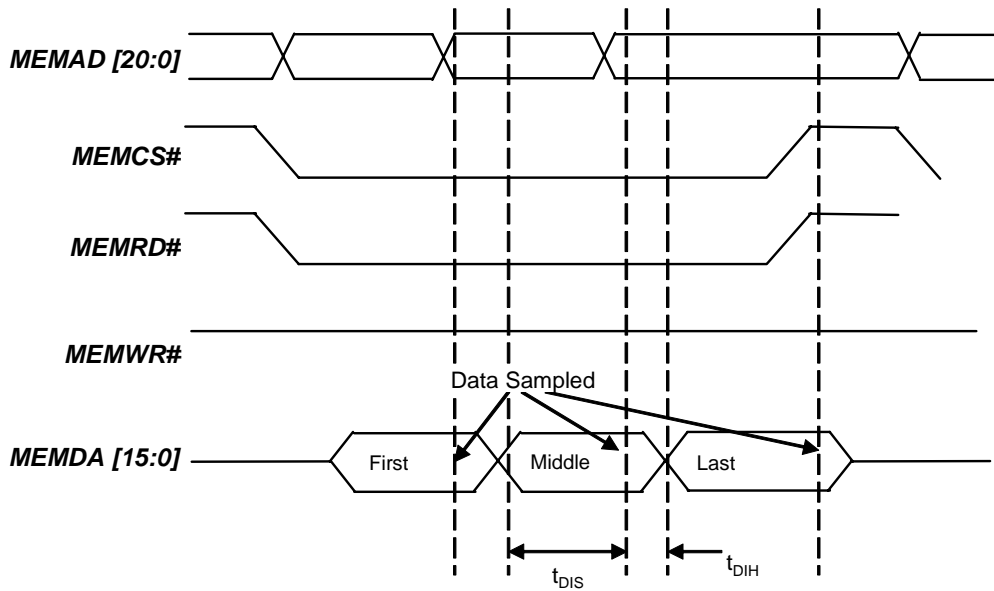 MEMAD [20:0]
MEMCS#
MEMRD#
MEMWR#
Data Sampled
MEMDA [15:0]
First
Middle
Last
tDIS
tDIH